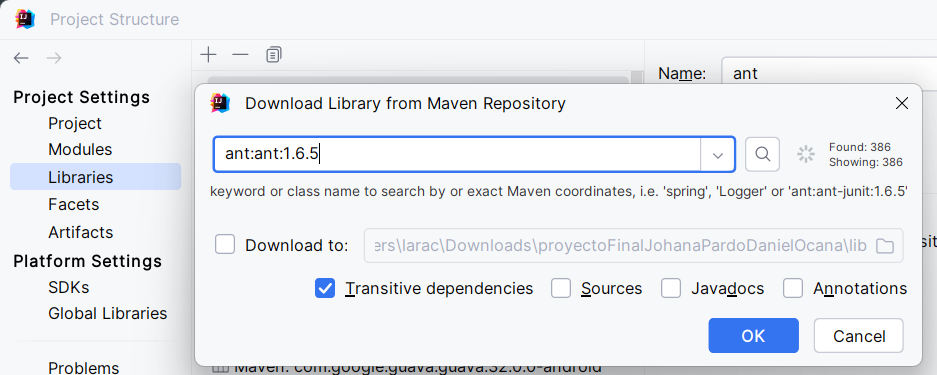 Project Structure
Name: ant
Project Settings
Project
Modules
Libraries
Facets
Artifacts
Platform Settings
SDKs
Global Libraries
Problems
Download Library from Maven Repository
ant:ant:1.6.5
Found: 386
Showing: 386
keyword or class name to search by or exact Maven coordinates, i.e. 'spring', 'Logger' or 'ant:ant-junit:1.6.5'
Download to: ers\larac\Downloads\proyectoFinalJohanaPardoDanielOcana\lib
Transitive dependencies Sources Javadocs Annotations
OK Cancel
Maven: com.google.guava:guava:32.0.0-android